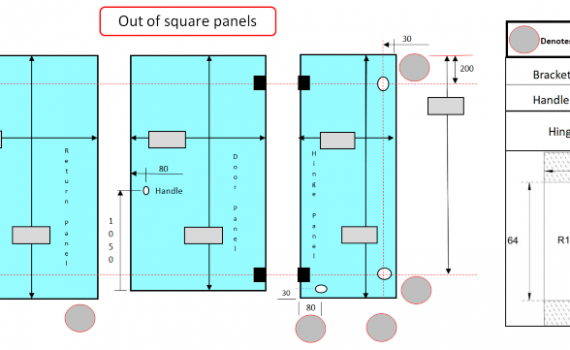 Out of square panels
30
Denotes
200
Bracket
Handle
Hing
Return Panel
Door Panel
Hinge Panel
80
Handle
1050
64
R1
30
80